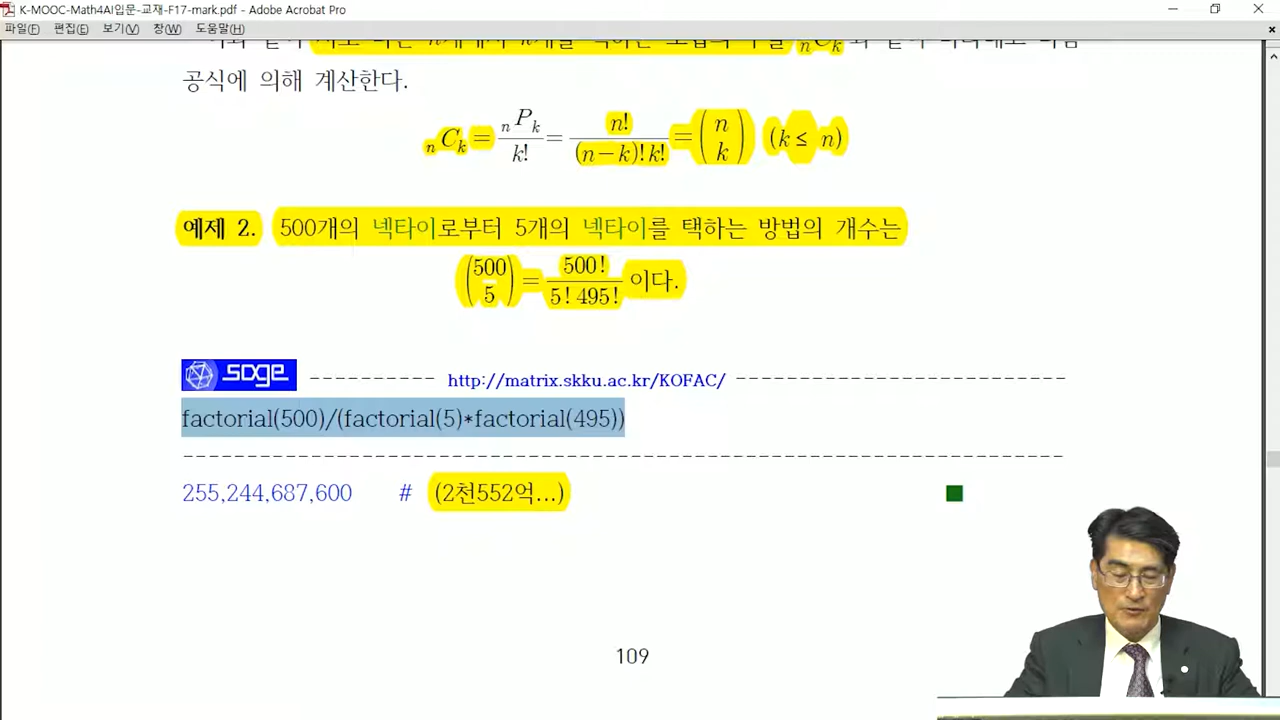 K-MOOC-Math4AI입문-교재-F17-mark.pdf - Adobe Acrobat Pro
파일(F) 편집(E) 보기(V) 창(W) 도움말(H)
공식에 의해 계산한다.
nCk = nPk/k! = n!/((n-k)!k!) = (n k) (k ≤ n)
예제 2. 500개의 넥타이로부터 5개의 넥타이를 택하는 방법의 개수는
(500 5) = 500!/(5! 495!) 이다.
sage ---------- http://matrix.skku.ac.kr/KOFAC/ --------------------------
factorial(500)/(factorial(5)*factorial(495))
255,244,687,600 # (2천552억...)
109